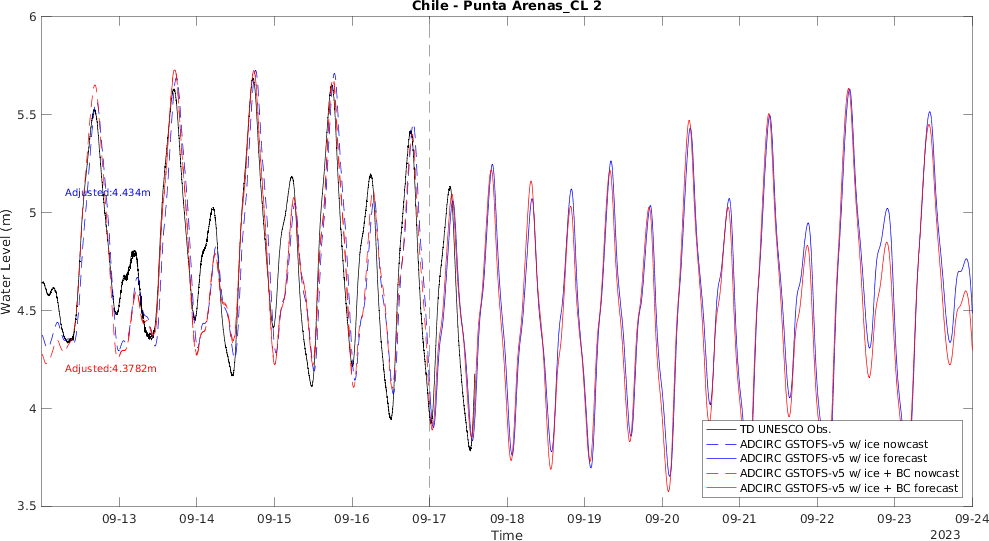 Chile - Punta Arenas_CL 2
6
5.5
5
4.5
4
3.5
Water Level (m)
Adjusted:4.434m
Adjusted:4.3782m
TD UNESCO Obs.
ADCIRC GSTOFS-v5 w/ ice nowcast
ADCIRC GSTOFS-v5 w/ ice forecast
ADCIRC GSTOFS-v5 w/ ice + BC nowcast
ADCIRC GSTOFS-v5 w/ ice + BC forecast
09-13 09-14 09-15 09-16 09-17 09-18 09-19 09-20 09-21 09-22 09-23 09-24
Time
2023